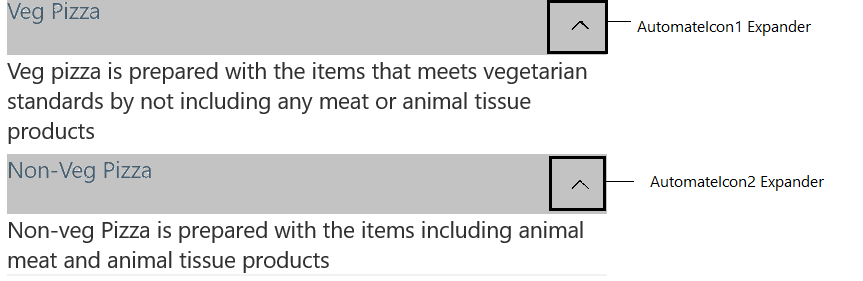 Veg Pizza
AutomateIcon1 Expander
Veg pizza is prepared with the items that meets vegetarian
standards by not including any meat or animal tissue
products
Non-Veg Pizza
AutomateIcon2 Expander
Non-veg Pizza is prepared with the items including animal
meat and animal tissue products